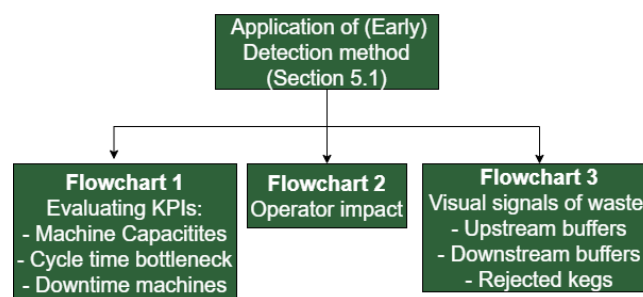 Application of (Early)
Detection method
(Section 5.1)
Flowchart 1
Evaluating KPIs:
- Machine Capacitites
- Cycle time bottleneck
- Downtime machines
Flowchart 2
Operator impact
Flowchart 3
Visual signals of waste
- Upstream buffers
- Downstream buffers
- Rejected kegs